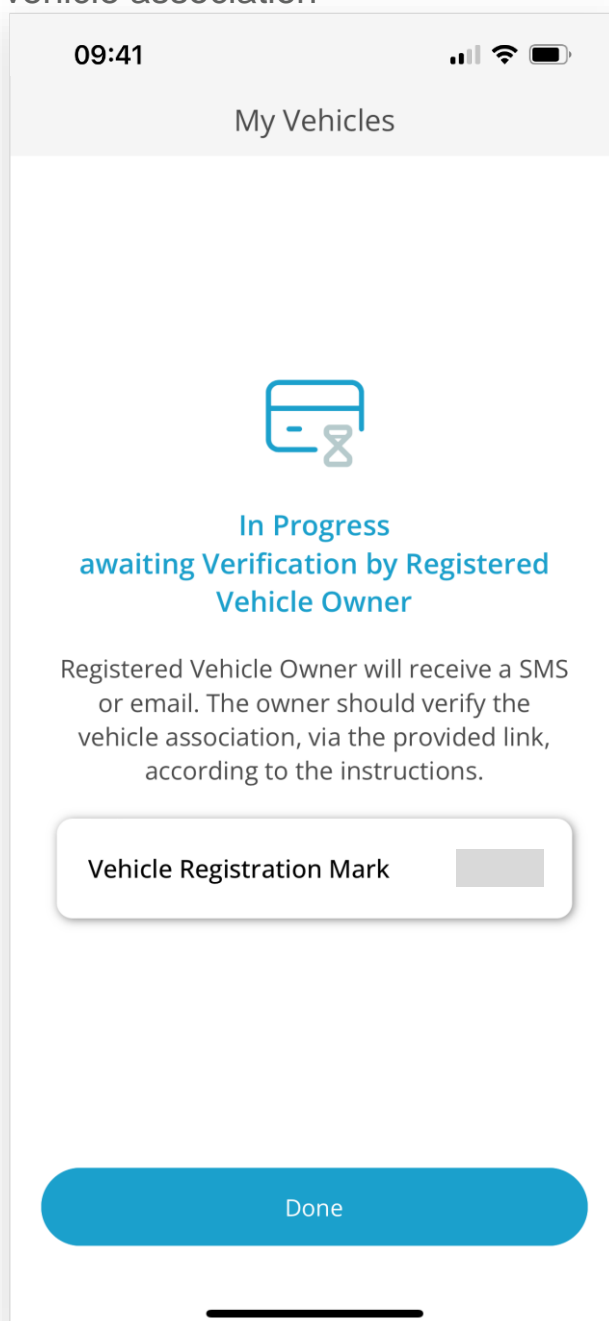 vehicle association
09:41
My Vehicles
In Progress
awaiting Verification by Registered
Vehicle Owner
Registered Vehicle Owner will receive a SMS
or email. The owner should verify the
vehicle association, via the provided link,
according to the instructions.
Vehicle Registration Mark
Done